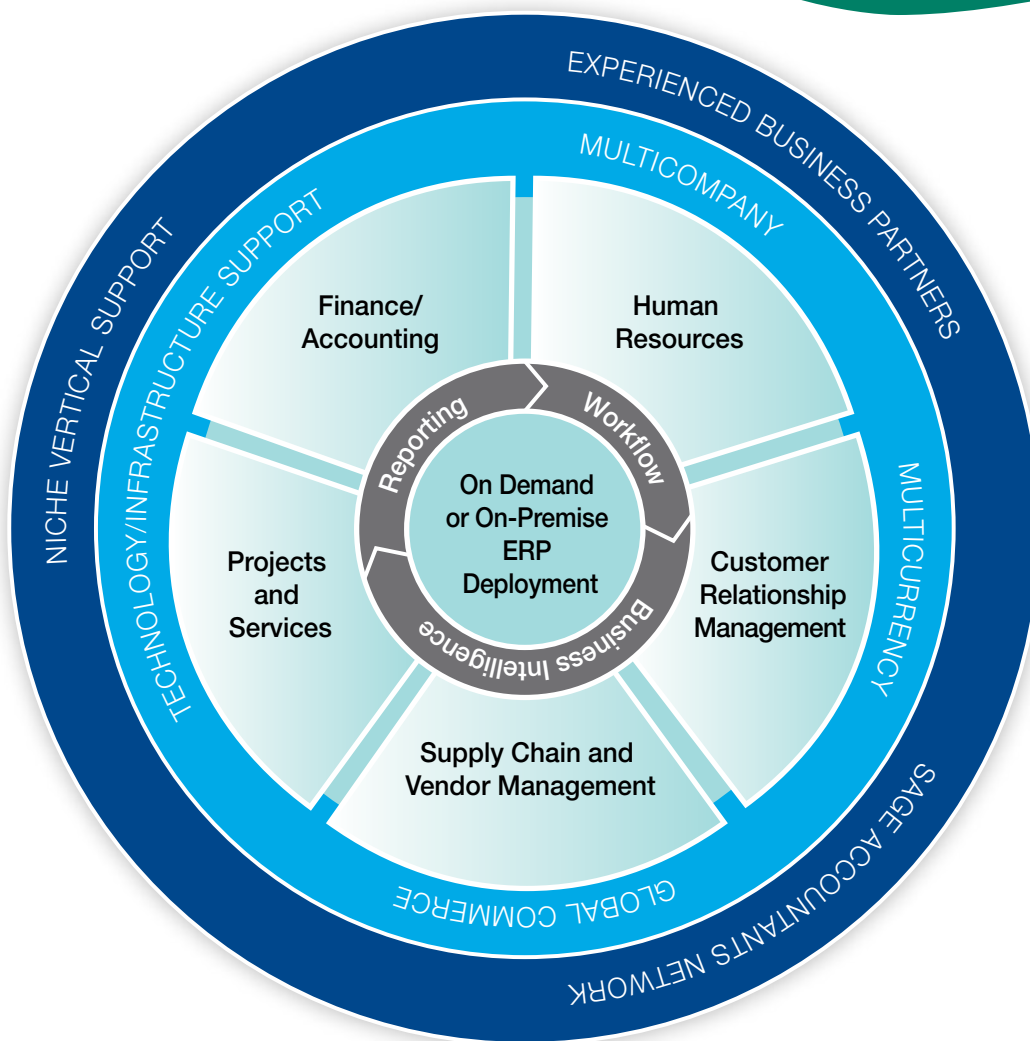 EXPERIENCED BUSINESS PARTNERS
SAGE ACCOUNTANTS NETWORK
NICHE VERTICAL SUPPORT
MULTICOMPANY
MULTICURRENCY
GLOBAL COMMERCE
TECHNOLOGY/INFRASTRUCTURE SUPPORT
Finance/
Accounting
Human
Resources
Customer
Relationship
Management
Supply Chain and
Vendor Management
Projects
and
Services
Reporting
Workflow
Business Intelligence
On Demand
or On-Premise
ERP
Deployment